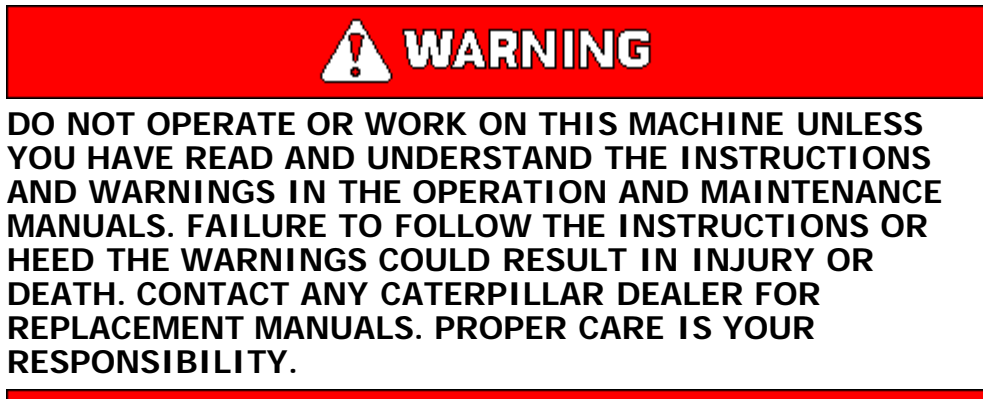 WARNING
DO NOT OPERATE OR WORK ON THIS MACHINE UNLESS
YOU HAVE READ AND UNDERSTAND THE INSTRUCTIONS
AND WARNINGS IN THE OPERATION AND MAINTENANCE
MANUALS. FAILURE TO FOLLOW THE INSTRUCTIONS OR
HEED THE WARNINGS COULD RESULT IN INJURY OR
DEATH. CONTACT ANY CATERPILLAR DEALER FOR
REPLACEMENT MANUALS. PROPER CARE IS YOUR
RESPONSIBILITY.